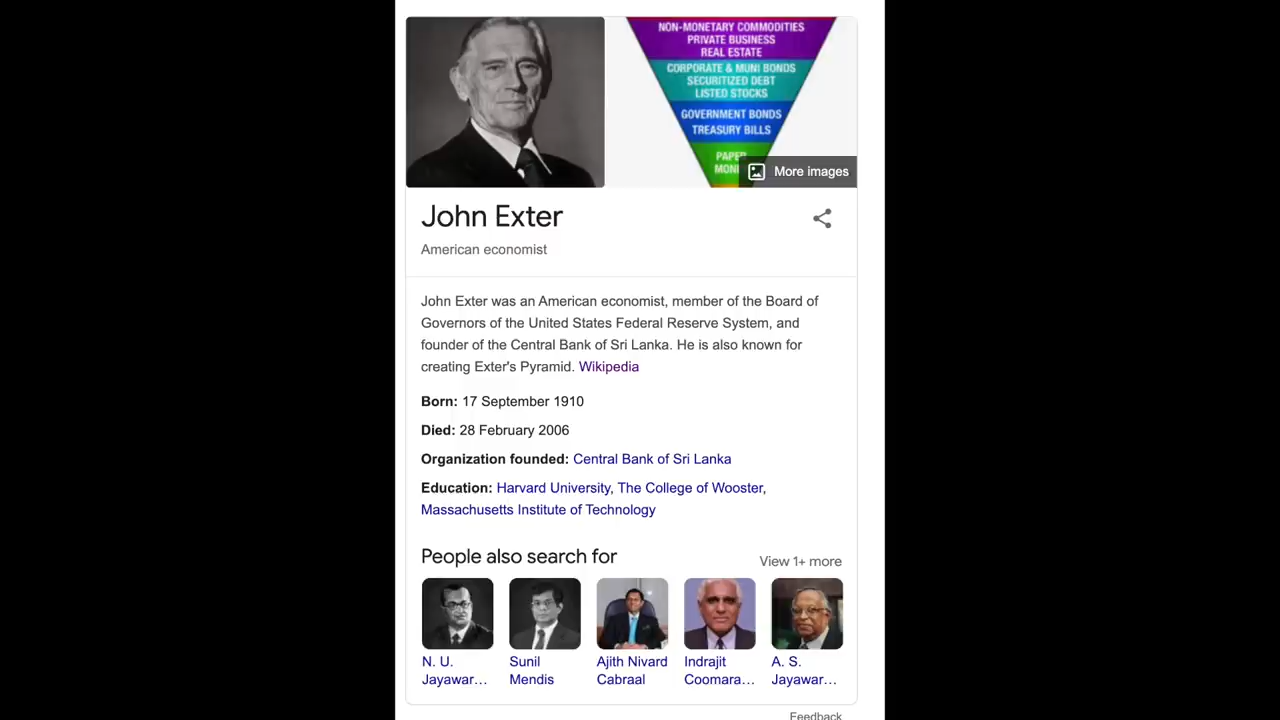 NON-MONETARY COMMODITIES
PRIVATE BUSINESS
REAL ESTATE
CORPORATE & MUNI BONDS
SECURITIZED DEBT
LISTED STOCKS
GOVERNMENT BONDS
TREASURY BILLS
PAPER
More images
John Exter
American economist
John Exter was an American economist, member of the Board of
Governors of the United States Federal Reserve System, and
founder of the Central Bank of Sri Lanka. He is also known for
creating Exter's Pyramid. Wikipedia
Born: 17 September 1910
Died: 28 February 2006
Organization founded: Central Bank of Sri Lanka
Education: Harvard University, The College of Wooster,
Massachusetts Institute of Technology
People also search for
View 1+ more
N. U.
Jayawar...
Sunil
Mendis
Ajith Nivard
Cabraal
Indrajit
Coomara...
A. S.
Jayawar...
Feedback